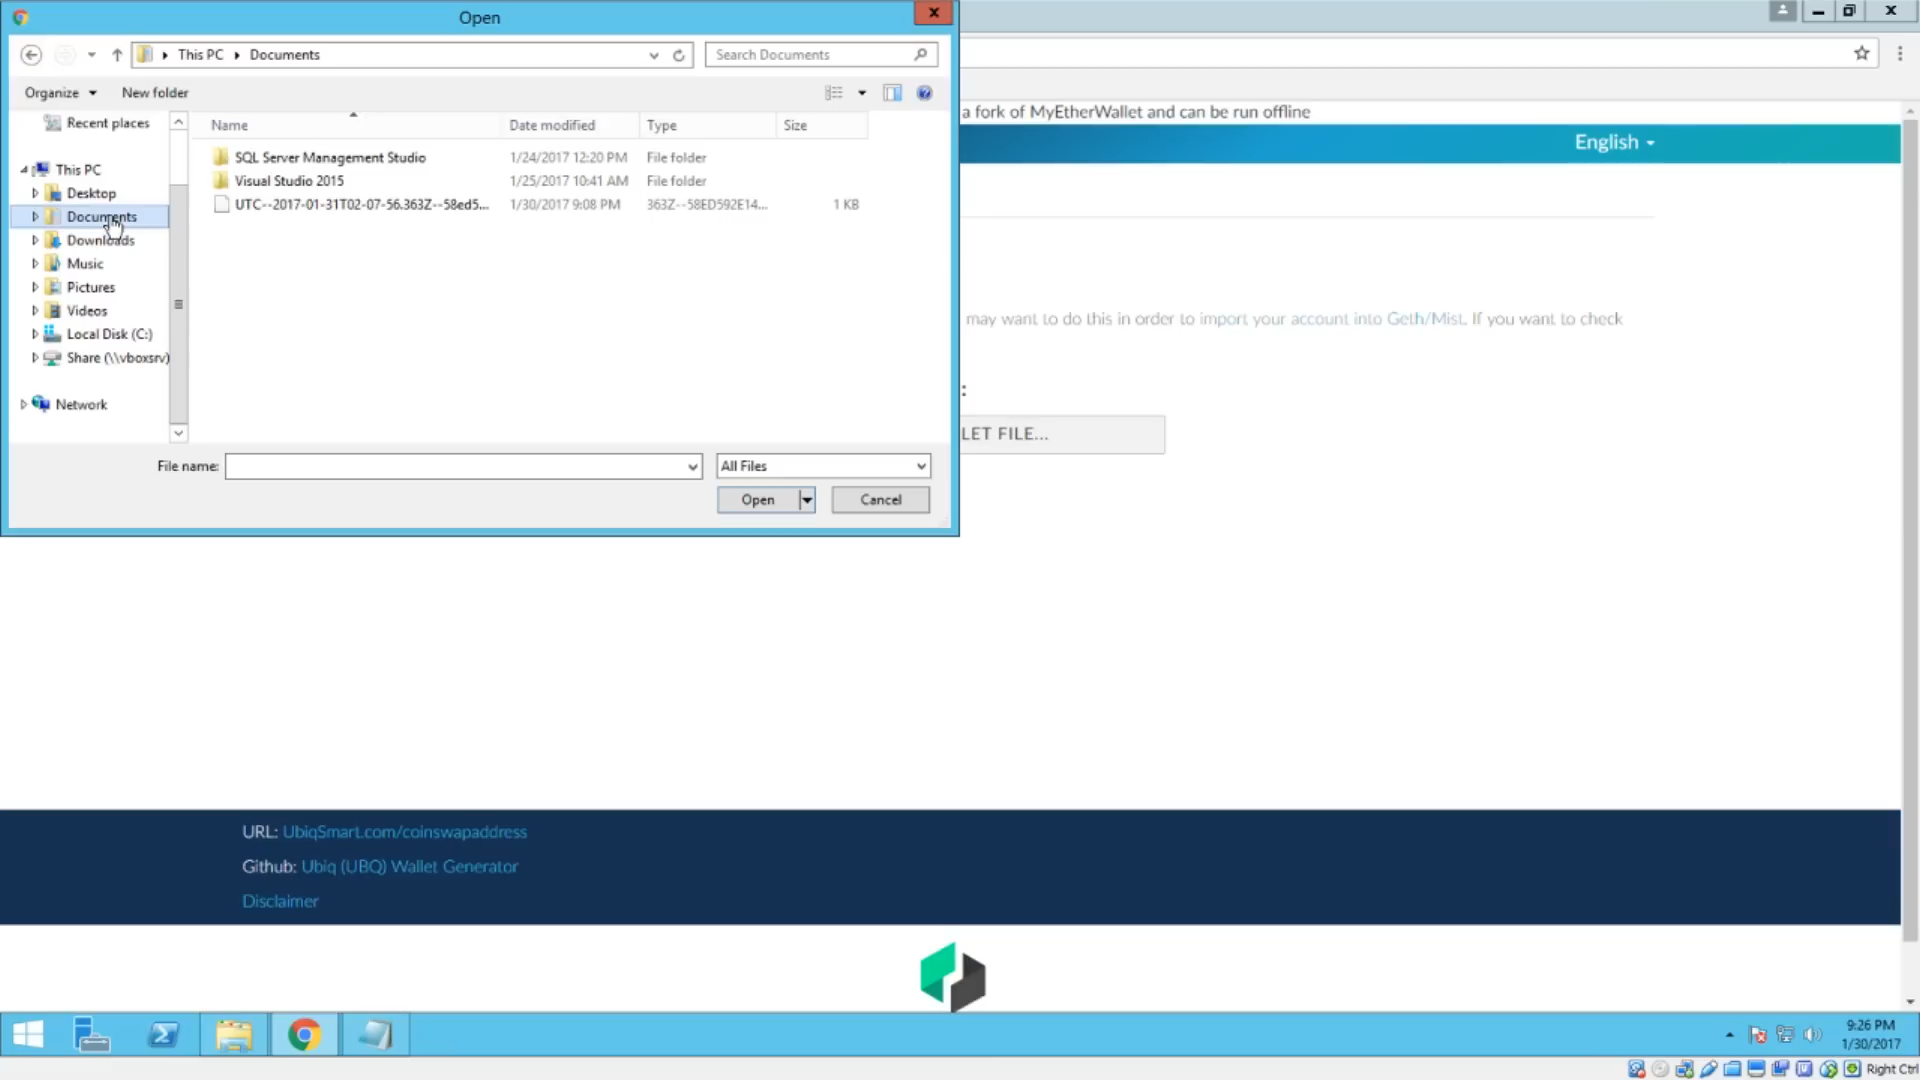 Open
This PC
Documents
Search Documents
Organize
New folder
Recent places
This PC
Desktop
Documents
Downloads
Music
Pictures
Videos
Local Disk (C:)
Share (\\vboxsrv)
Network
Name Date modified Type Size
SQL Server Management Studio 1/24/2017 12:20 PM File folder
Visual Studio 2015 1/25/2017 10:41 AM File folder
UTC--2017-01-31T02-07-56.363Z--58ed5... 1/30/2017 9:08 PM 363Z--58ED592E14... 1 KB
File name:
All Files
Open
Cancel
a fork of MyEtherWallet and can be run offline
English
may want to do this in order to import your account into Geth/Mist. If you want to check
:
LET FILE...
URL: UbiqSmart.com/coinswapaddress
Github: Ubiq (UBQ) Wallet Generator
Disclaimer
9:26 PM
1/30/2017
Right Ctrl